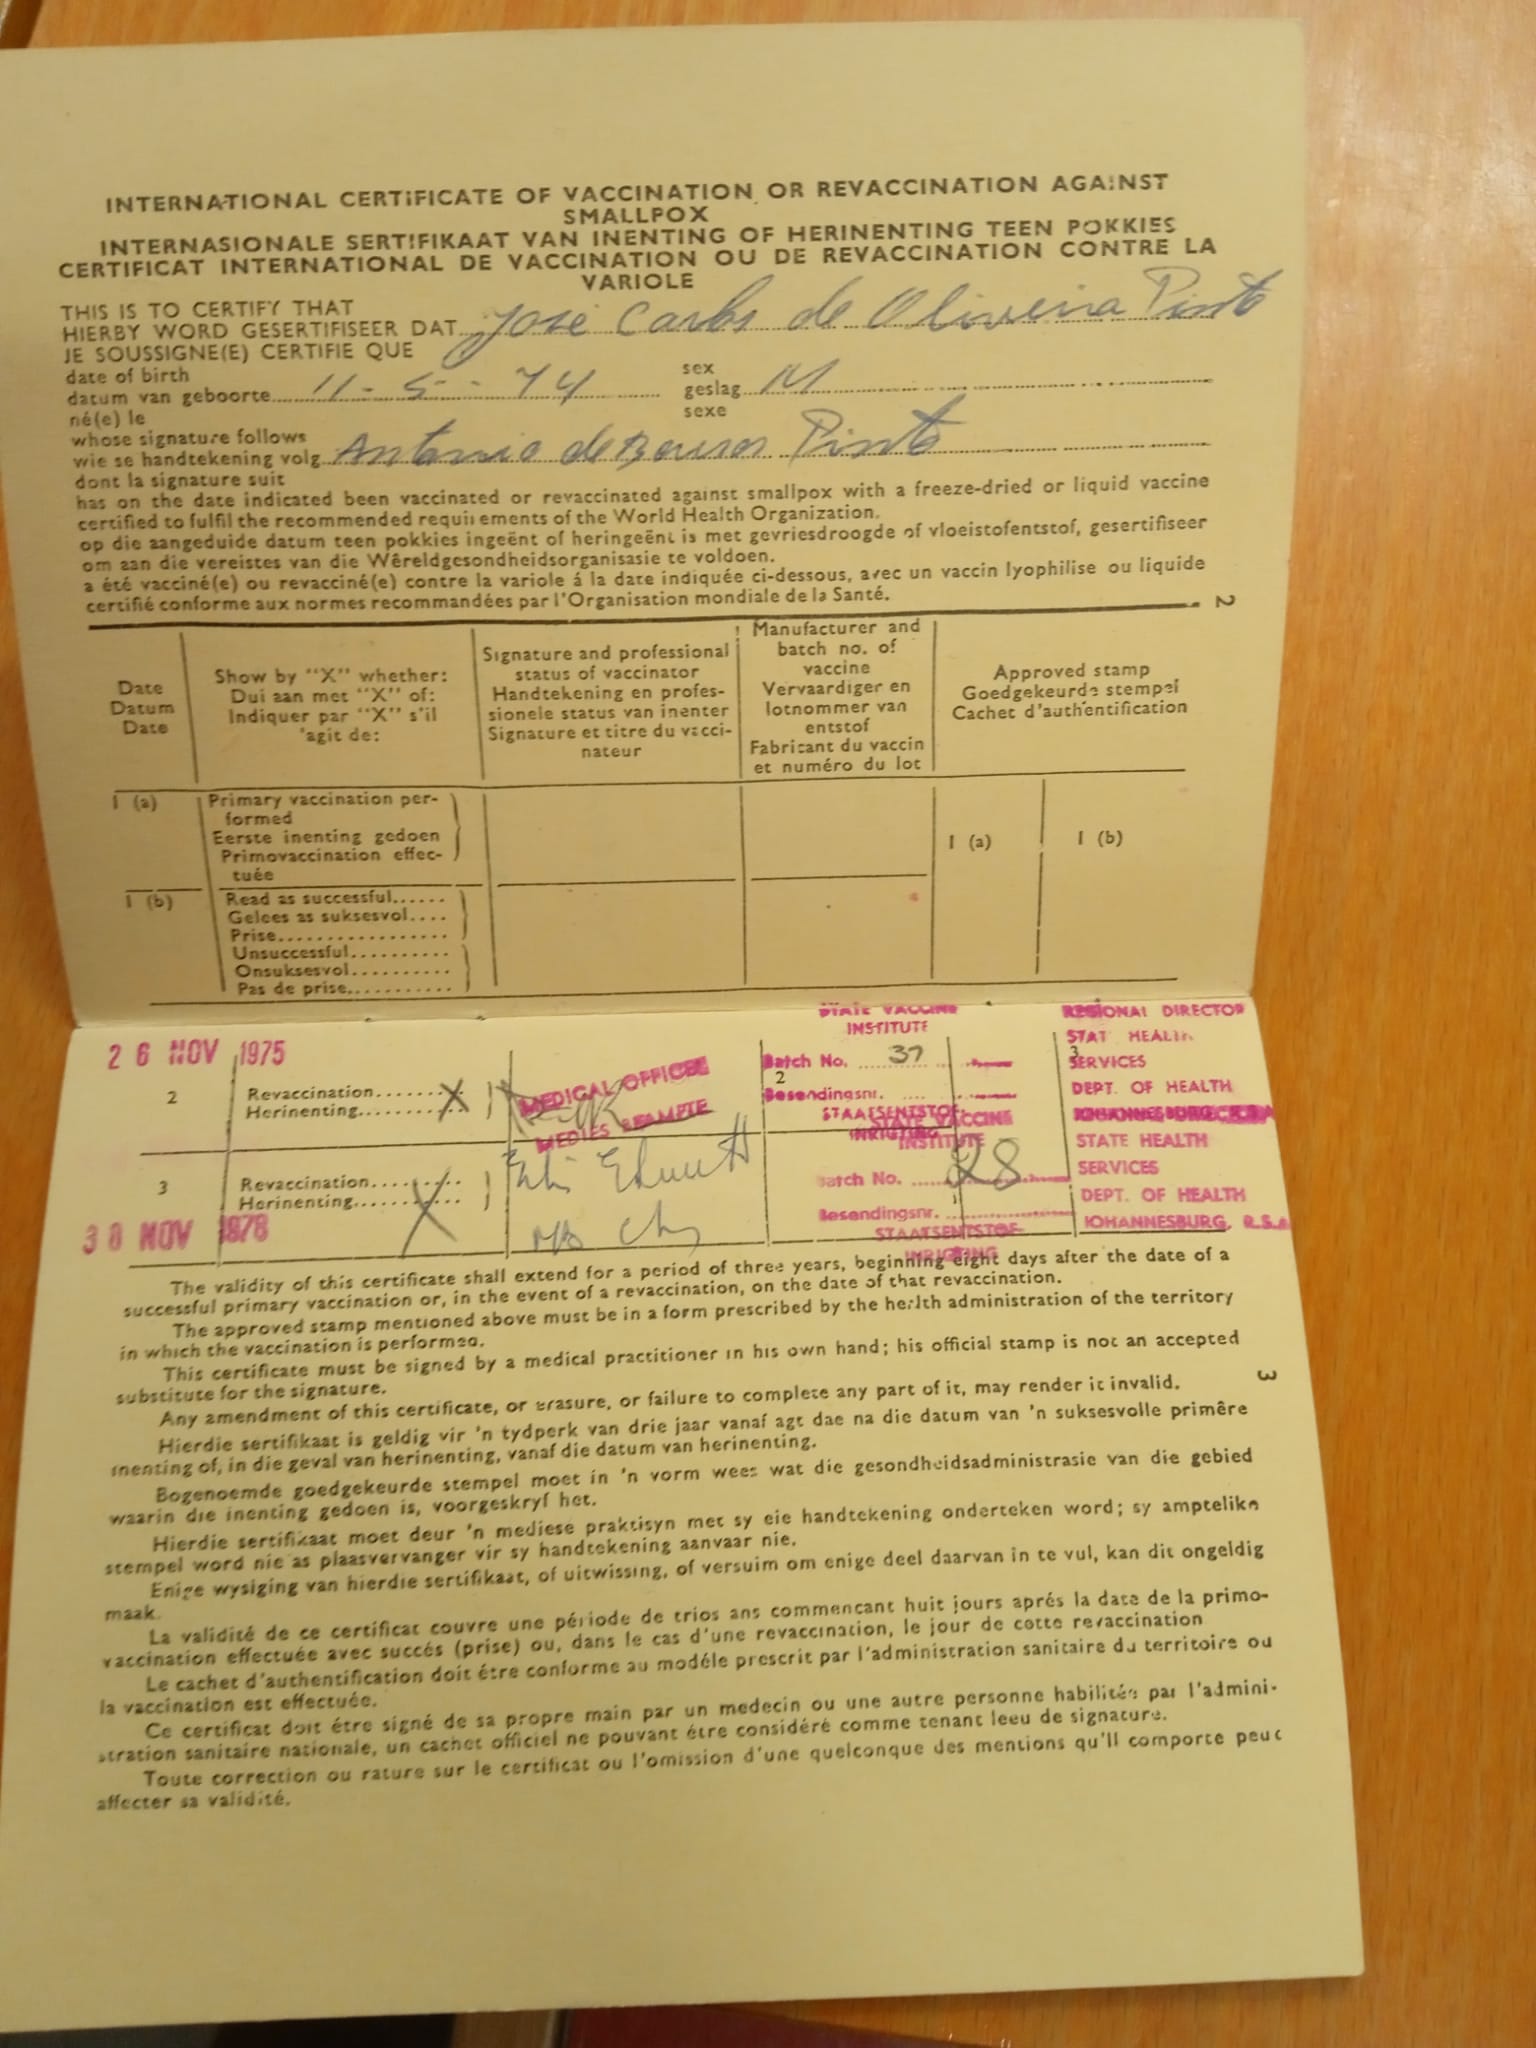 INTERNATIONAL CERTIFICATE OF VACCINATION OR REVACCINATION AGAINST
SMALLPOX
INTERNASIONALE SERTIFIKAAT VAN INENTING OF HERINENTING TEEN POKKIES
CERTIFICAT INTERNATIONAL DE VACCINATION OU DE REVACCINATION CONTRE LA
VARIOLE
THIS IS TO CERTIFY THAT
HIERBY WORD GESERTIFISEER DAT José Carlos de Oliveira Pinto
JE SOUSSIGNE(E) CERTIFIE QUE
date of birth sex
datum van geboorte 11-5-74 geslag M
né(e) le sexe
whose signature follows
wie se handtekening volg Antonio de Pinto
dont la signature suit
has on the date indicated been vaccinated or revaccinated against smallpox with a freeze-dried or liquid vaccine
certified to fulfil the recommended requirements of the World Health Organization.
op die aangeduide datum teen pokkies ingeënt of heringeënt is met gevriesdroogde of vloeistofentstof, gesertifiseer
om aan die vereistes van die Wêreldgesondheidsorganisasie te voldoen.
a été vacciné(e) ou revacciné(e) contre la variole á la date indiquée ci-dessous, avec un vaccin lyophilise ou liquide
certifié conforme aux normes recommandées par l'Organisation mondiale de la Santé.
2
Date
Datum
Date
Show by "X" whether:
Dui aan met "X" of:
Indiquer par "X" s'il
'agit de:
Signature and professional
status of vaccinator
Handtekening en profes-
sionele status van inenter
Signature et titre du vacci-
nateur
Manufacturer and
batch no. of
vaccine
Vervaardiger en
lotnommer van
entstof
Fabricant du vaccin
et numéro du lot
Approved stamp
Goedgekeurde stempel
Cachet d'authentification
1 (a)
Primary vaccination per-
formed
Eerste inenting gedoen
Primovaccination effec-
tuée
1 (a) 1 (b)
1 (b)
Read as successful......
Gelees as suksesvol....
Prise.................
Unsuccessful..........
Onsuksesvol..........
Pas de prise...........
26 NOV 1975
2
Revaccination........X
Herinenting.........
MEDICAL OFFICER
MEDIESE BEAMPTE
STATE VACCINE
INSTITUTE
Batch No. 37
2
Besendingsnr.
STAATSENTSTOF-
INRIGTING
REGIONAL DIRECTOR
STATE HEALTH
3
SERVICES
DEPT. OF HEALTH
JOHANNESBURG, R.S.A.
3
Revaccination.........
Herinenting........X
30 NOV 1978
STATE VACCINE
INSTITUTE
Batch No. 28
Besendingsnr.
STAATSENTSTOF-
INRIGTING
STATE HEALTH
SERVICES
DEPT. OF HEALTH
JOHANNESBURG, R.S.A.
The validity of this certificate shall extend for a period of three years, beginning eight days after the date of a
successful primary vaccination or, in the event of a revaccination, on the date of that revaccination.
The approved stamp mentioned above must be in a form prescribed by the health administration of the territory
in which the vaccination is performed.
This certificate must be signed by a medical practitioner in his own hand; his official stamp is not an accepted
substitute for the signature.
3
Any amendment of this certificate, or erasure, or failure to complete any part of it, may render it invalid.
Hierdie sertifikaat is geldig vir 'n tydperk van drie jaar vanaf agt dae na die datum van 'n suksesvolle primêre
inenting of, in die geval van herinenting, vanaf die datum van herinenting.
Bogenoemde goedgekeurde stempel moet in 'n vorm wees wat die gesondheidsadministrasie van die gebied
waarin die inenting gedoen is, voorgeskryf het.
Hierdie sertifikaat moet deur 'n mediese praktisyn met sy eie handtekening onderteken word; sy amptelike
stempel word nie as plaasvervanger vir sy handtekening aanvaar nie.
Enige wysiging van hierdie sertifikaat, of uitwissing, of versuim om enige deel daarvan in te vul, kan dit ongeldig
maak.
La validité de ce certificat couvre une période de trios ans commencant huit jours aprés la date de la primo-
vaccination effectuée avec succés (prise) ou, dans le cas d'une revaccination, le jour de cette revaccination
Le cachet d'authentification doit étre conforme au modéle prescrit par l'administration sanitaire du territoire ou
la vaccination est effectuée.
Ce certificat doit étre signé de sa propre main par un medecin ou une autre personne habilitée par l'admini-
stration sanitaire nationale, un cachet officiel ne pouvant étre considéré comme tenant leeu de signature.
Toute correction ou rature sur le certificat ou l'omission d'une quelconque des mentions qu'll comporte peut
affecter sa validité.